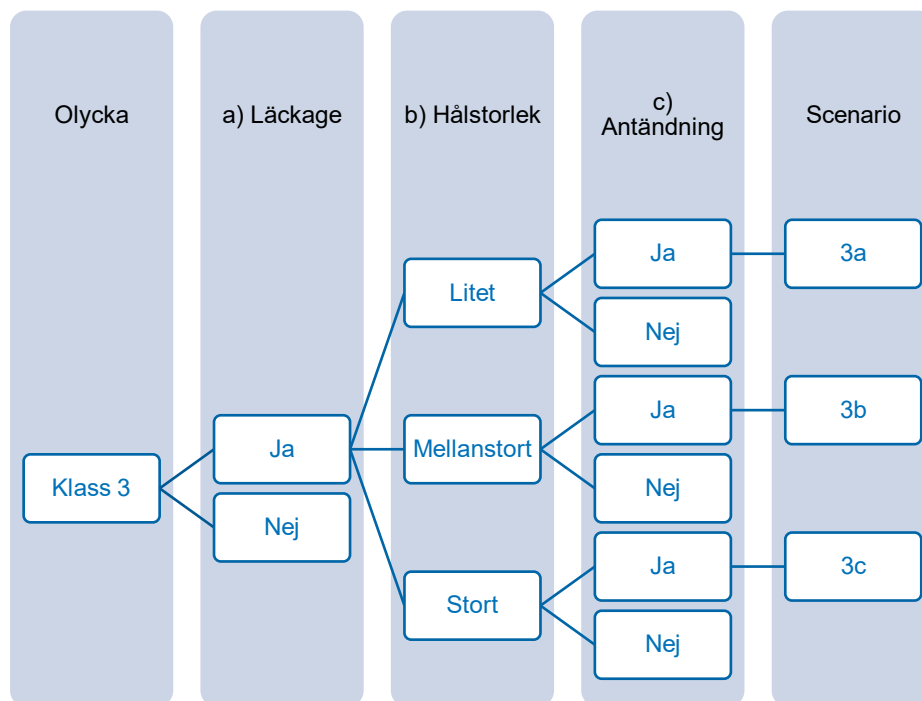 Olycka
a) Läckage
b) Hålstorlek
c)
Antändning
Scenario
Ja
3a
Litet
Nej
Ja
3b
Ja
Mellanstort
Klass 3
Nej
Nej
Ja
3c
Stort
Nej